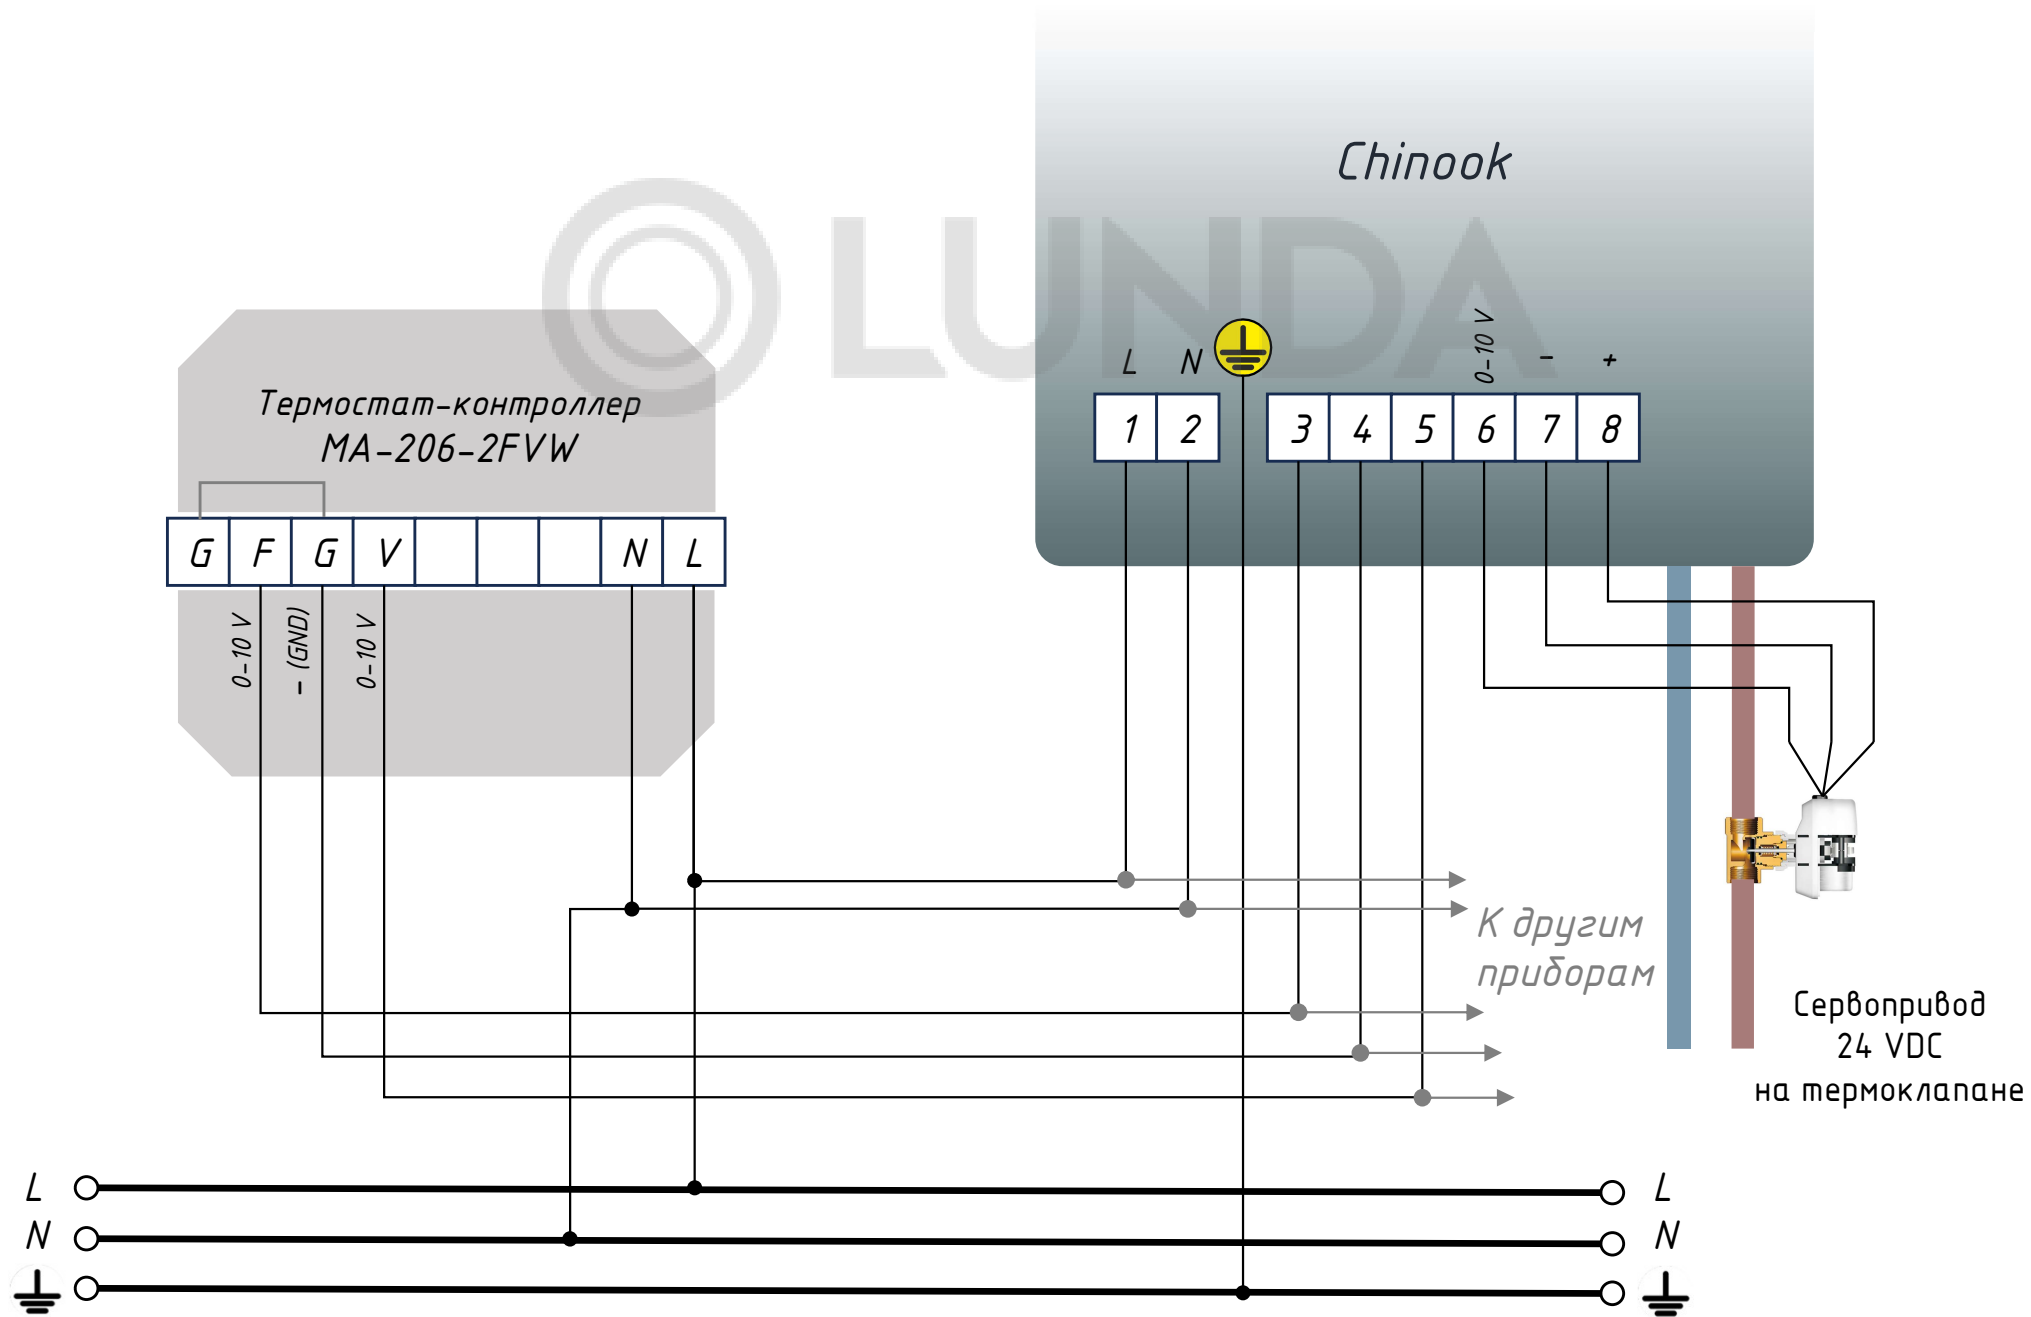 Chinook
LUNDA
L N 0-10 V - +
1 2 3 4 5 6 7 8
Термостат-контроллер
MA-206-2FVW
G F G V N L
0-10 V - (GND) 0-10 V
К другим
приборам
Сервопривод
24 VDC
на термоклапане
L L
N N